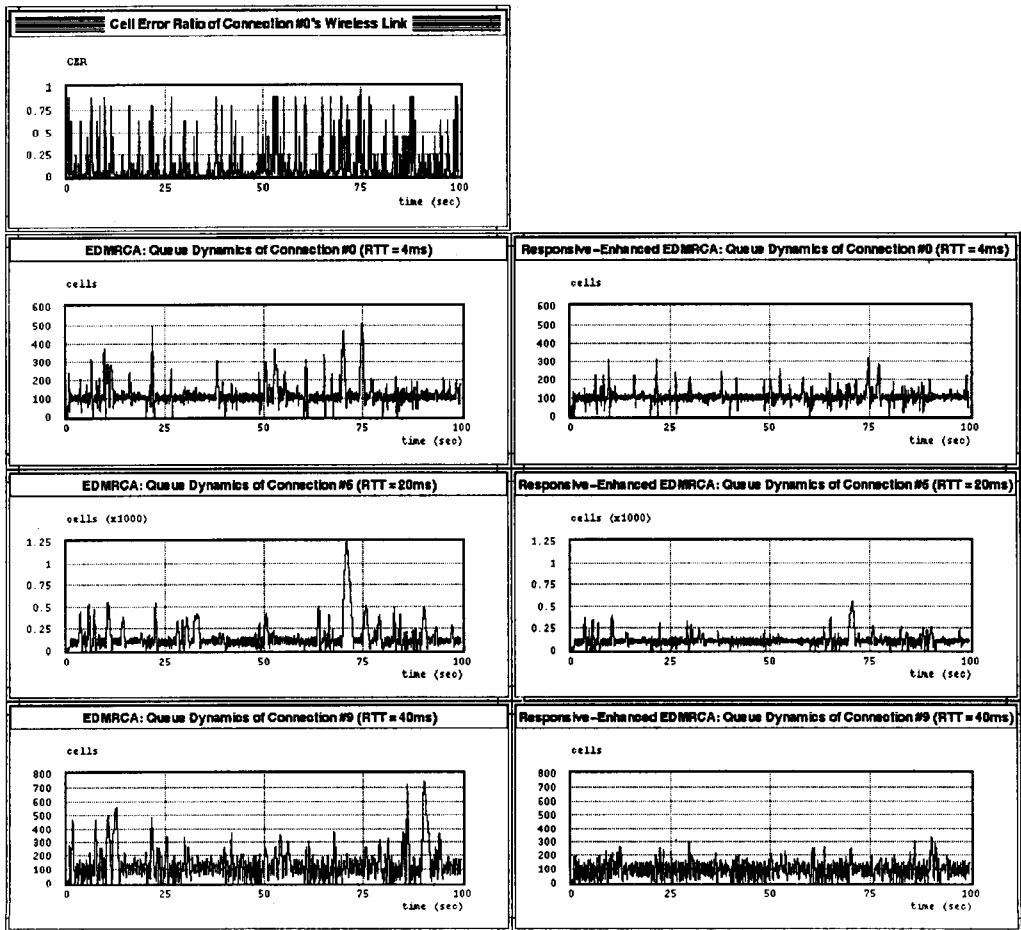 Cell Error Ratio of Connection #0's Wireless Link
CER
1
0.75
0.5
0.25
0
0 25 50 75 100
time (sec)
EDMRCA: Queue Dynamics of Connection #0 (RTT = 4ms)
cells
600
500
400
300
200
100
0
0 25 50 75 100
time (sec)
Responsive-Enhanced EDMRCA: Queue Dynamics of Connection #0 (RTT = 4ms)
cells
600
500
400
300
200
100
0
0 25 50 75 100
time (sec)
EDMRCA: Queue Dynamics of Connection #6 (RTT = 20ms)
cells (x1000)
1.25
1
0.75
0.5
0.25
0
0 25 50 75 100
time (sec)
Responsive-Enhanced EDMRCA: Queue Dynamics of Connection #6 (RTT = 20ms)
cells (x1000)
1.25
1
0.75
0.5
0.25
0
0 25 50 75 100
time (sec)
EDMRCA: Queue Dynamics of Connection #9 (RTT = 40ms)
cells
800
700
600
500
400
300
200
100
0
0 25 50 75 100
time (sec)
Responsive-Enhanced EDMRCA: Queue Dynamics of Connection #9 (RTT = 40ms)
cells
800
700
600
500
400
300
200
100
0
0 25 50 75 100
time (sec)